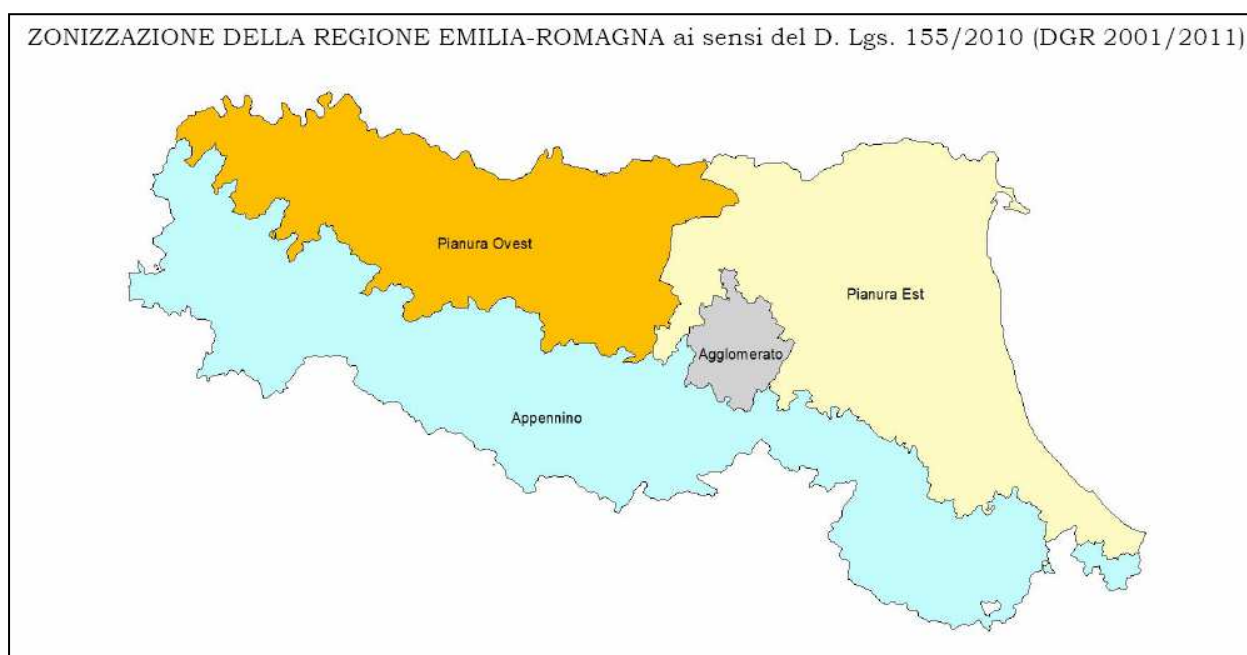 ZONIZZAZIONE DELLA REGIONE EMILIA-ROMAGNA ai sensi del D. Lgs. 155/2010 (DGR 2001/2011)
Pianura Ovest
Pianura Est
Agglomerato
Appennino